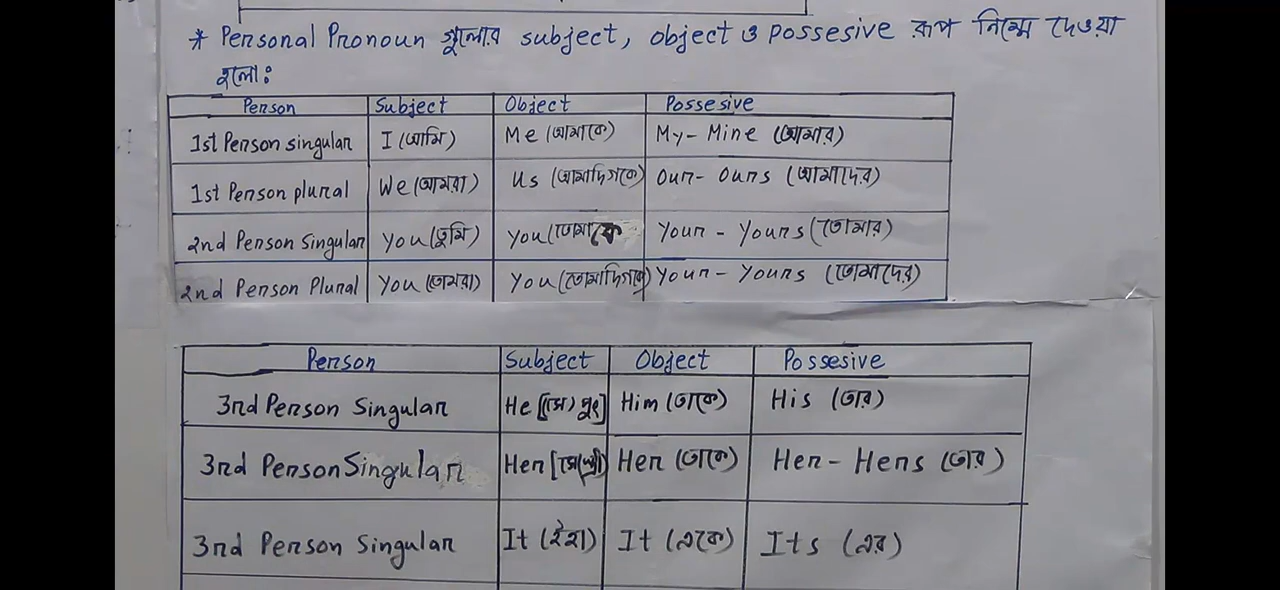 * Personal Pronoun গুলোর subject, object ও possesive রূপ নিম্নে দেওয়া
হলো:
Person Subject Object Possesive
1st Person singular I (আমি) Me (আমাকে) My- Mine (আমার)
1st Person plural We (আমরা) Us (আমাদিগকে) Our- Ours (আমাদের)
2nd Person Singular You (তুমি) You (তোমাকে Your - Yours (তোমার)
2nd Person Plural You (তোমরা) You (তোমাদিগকে) Your - Yours (তোমাদের)
Person Subject Object Possesive
3rd Person Singular He [(সে) পুং] Him (তাকে) His (তার)
3rd Person Singular Her [সে(স্ত্রী) Her (তাকে) Her - Hers (তার)
3rd Person Singular It (ইহা) It (একে) Its (এর)